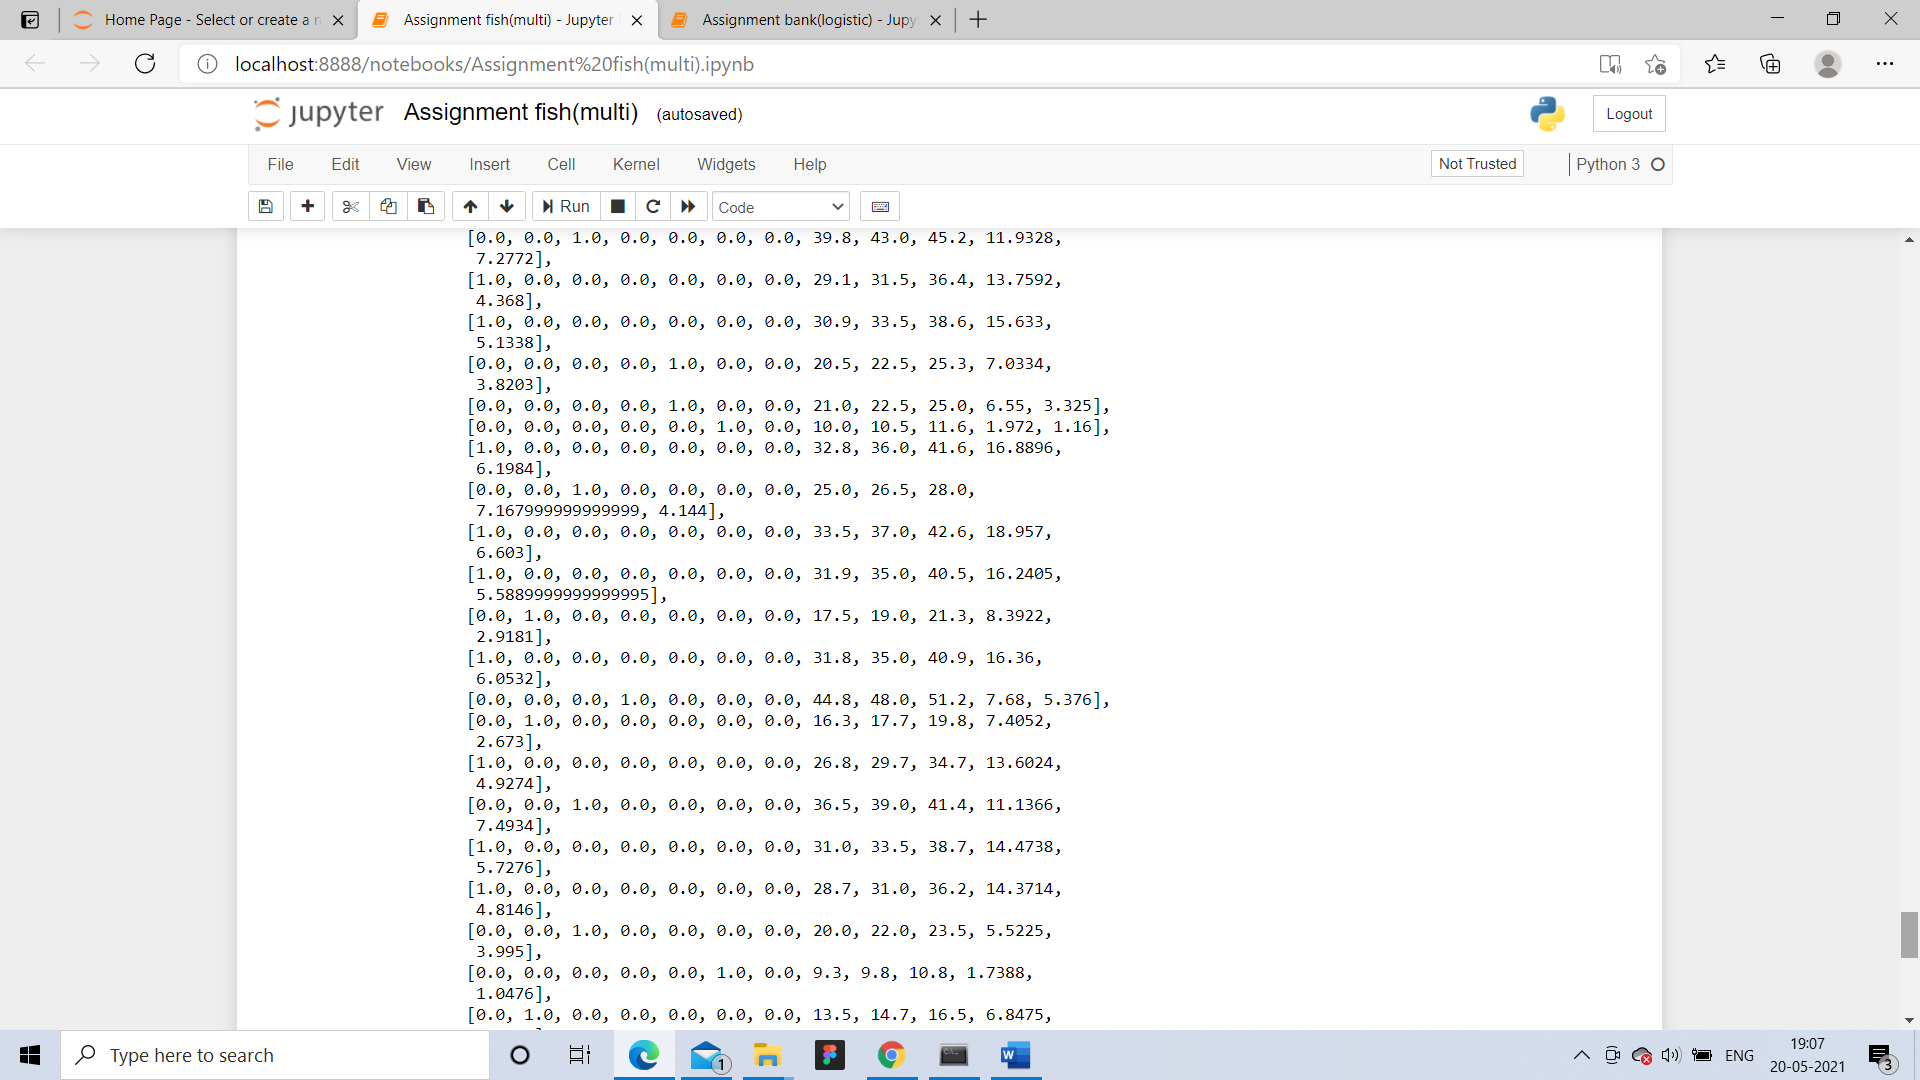 Home Page - Select or create a n
Assignment fish(multi) - Jupyter
Assignment bank(logistic) - Jupy
localhost:8888/notebooks/Assignment%20fish(multi).ipynb
jupyter Assignment fish(multi) (autosaved)
Logout
File Edit View Insert Cell Kernel Widgets Help
Not Trusted Python 3
Run Code
[0.0, 0.0, 1.0, 0.0, 0.0, 0.0, 0.0, 39.8, 43.0, 45.2, 11.9328,
7.2772],
[1.0, 0.0, 0.0, 0.0, 0.0, 0.0, 0.0, 29.1, 31.5, 36.4, 13.7592,
4.368],
[1.0, 0.0, 0.0, 0.0, 0.0, 0.0, 0.0, 30.9, 33.5, 38.6, 15.633,
5.1338],
[0.0, 0.0, 0.0, 0.0, 1.0, 0.0, 0.0, 20.5, 22.5, 25.3, 7.0334,
3.8203],
[0.0, 0.0, 0.0, 0.0, 1.0, 0.0, 0.0, 21.0, 22.5, 25.0, 6.55, 3.325],
[0.0, 0.0, 0.0, 0.0, 0.0, 1.0, 0.0, 10.0, 10.5, 11.6, 1.972, 1.16],
[1.0, 0.0, 0.0, 0.0, 0.0, 0.0, 0.0, 32.8, 36.0, 41.6, 16.8896,
6.1984],
[0.0, 0.0, 1.0, 0.0, 0.0, 0.0, 0.0, 25.0, 26.5, 28.0,
7.167999999999999, 4.144],
[1.0, 0.0, 0.0, 0.0, 0.0, 0.0, 0.0, 33.5, 37.0, 42.6, 18.957,
6.603],
[1.0, 0.0, 0.0, 0.0, 0.0, 0.0, 0.0, 31.9, 35.0, 40.5, 16.2405,
5.5889999999999995],
[0.0, 1.0, 0.0, 0.0, 0.0, 0.0, 0.0, 17.5, 19.0, 21.3, 8.3922,
2.9181],
[1.0, 0.0, 0.0, 0.0, 0.0, 0.0, 0.0, 31.8, 35.0, 40.9, 16.36,
6.0532],
[0.0, 0.0, 0.0, 1.0, 0.0, 0.0, 0.0, 44.8, 48.0, 51.2, 7.68, 5.376],
[0.0, 1.0, 0.0, 0.0, 0.0, 0.0, 0.0, 16.3, 17.7, 19.8, 7.4052,
2.673],
[1.0, 0.0, 0.0, 0.0, 0.0, 0.0, 0.0, 26.8, 29.7, 34.7, 13.6024,
4.9274],
[0.0, 0.0, 1.0, 0.0, 0.0, 0.0, 0.0, 36.5, 39.0, 41.4, 11.1366,
7.4934],
[1.0, 0.0, 0.0, 0.0, 0.0, 0.0, 0.0, 31.0, 33.5, 38.7, 14.4738,
5.7276],
[1.0, 0.0, 0.0, 0.0, 0.0, 0.0, 0.0, 28.7, 31.0, 36.2, 14.3714,
4.8146],
[0.0, 0.0, 1.0, 0.0, 0.0, 0.0, 0.0, 20.0, 22.0, 23.5, 5.5225,
3.995],
[0.0, 0.0, 0.0, 0.0, 0.0, 1.0, 0.0, 9.3, 9.8, 10.8, 1.7388,
1.0476],
[0.0, 1.0, 0.0, 0.0, 0.0, 0.0, 0.0, 13.5, 14.7, 16.5, 6.8475,
Type here to search
1
W
ENG
19:07
20-05-2021
3